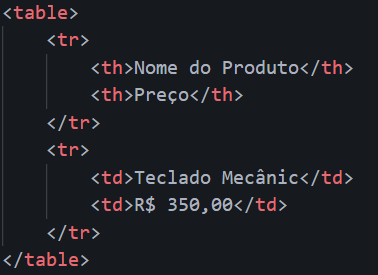 <table>
<tr>
<th>Nome do Produto</th>
<th>Preço</th>
</tr>
<tr>
<td>Teclado Mecânic</td>
<td>R$ 350,00</td>
</tr>
</table>